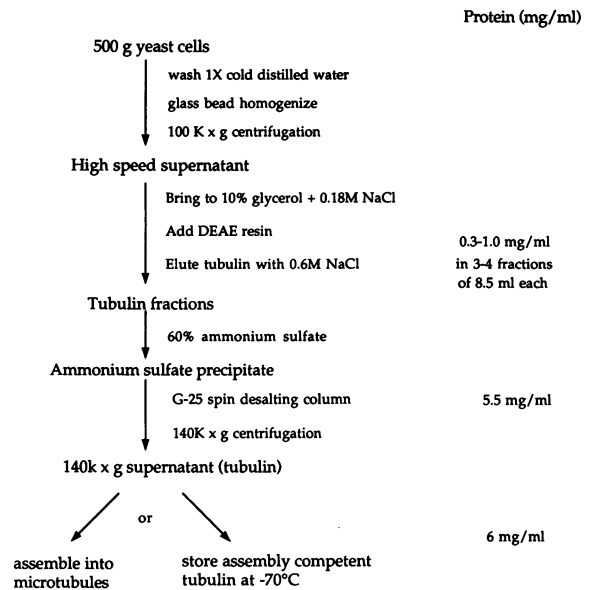 Protein (mg/ml)
500 g yeast cells
wash 1X cold distilled water
glass bead homogenize
100 K x g centrifugation
High speed supernatant
Bring to 10% glycerol + 0.18M NaCl
Add DEAE resin
Elute tubulin with 0.6M NaCl
0.3-1.0 mg/ml
in 3-4 fractions
of 8.5 ml each
Tubulin fractions
60% ammonium sulfate
Ammonium sulfate precipitate
G-25 spin desalting column
5.5 mg/ml
140K x g centrifugation
140k x g supernatant (tubulin)
or
6 mg/ml
assemble into
microtubules
store assembly competent
tubulin at -70°C